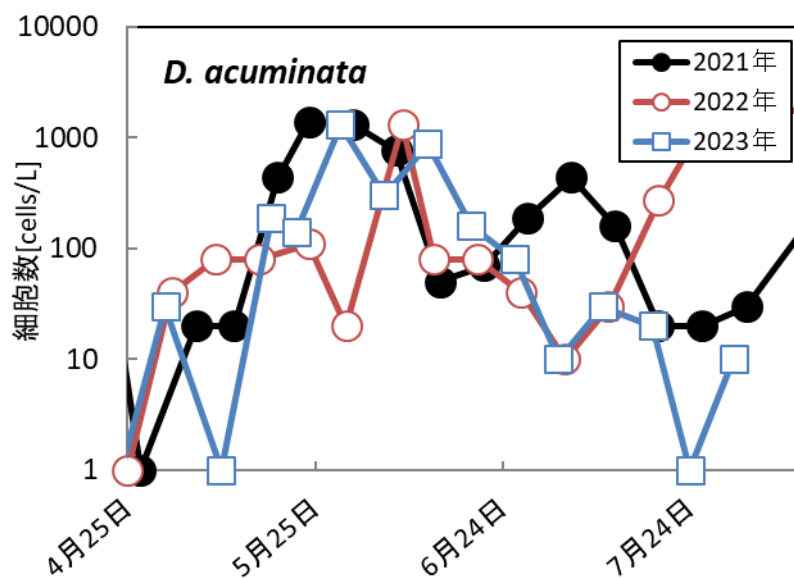 10000
1000
100
10
1
細胞数[cells/L]
D. acuminata
2021年
2022年
2023年
4月25日
5月25日
6月24日
7月24日